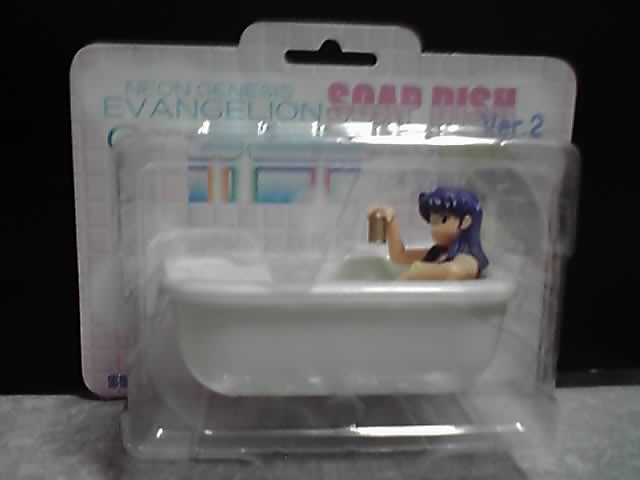 NEON GENESIS
EVANGELION
SOAP DISH
Ver.2